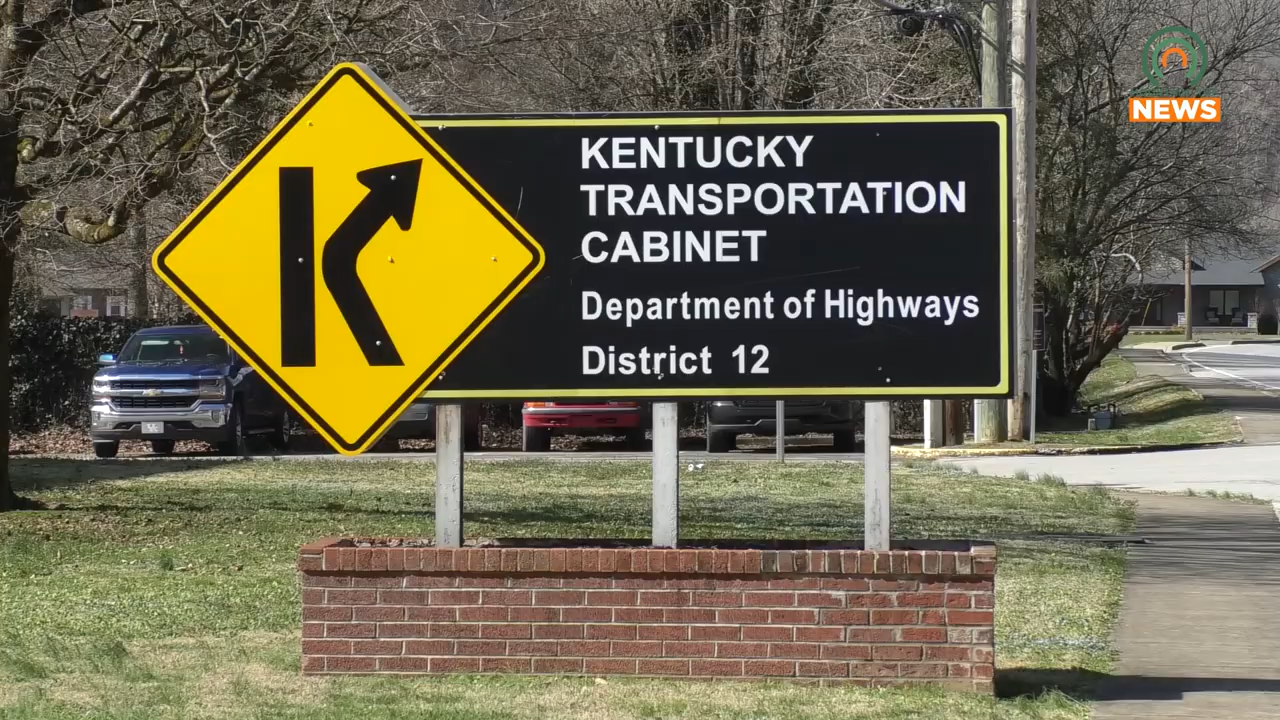 NEWS
KENTUCKY
TRANSPORTATION
CABINET
Department of Highways
District 12